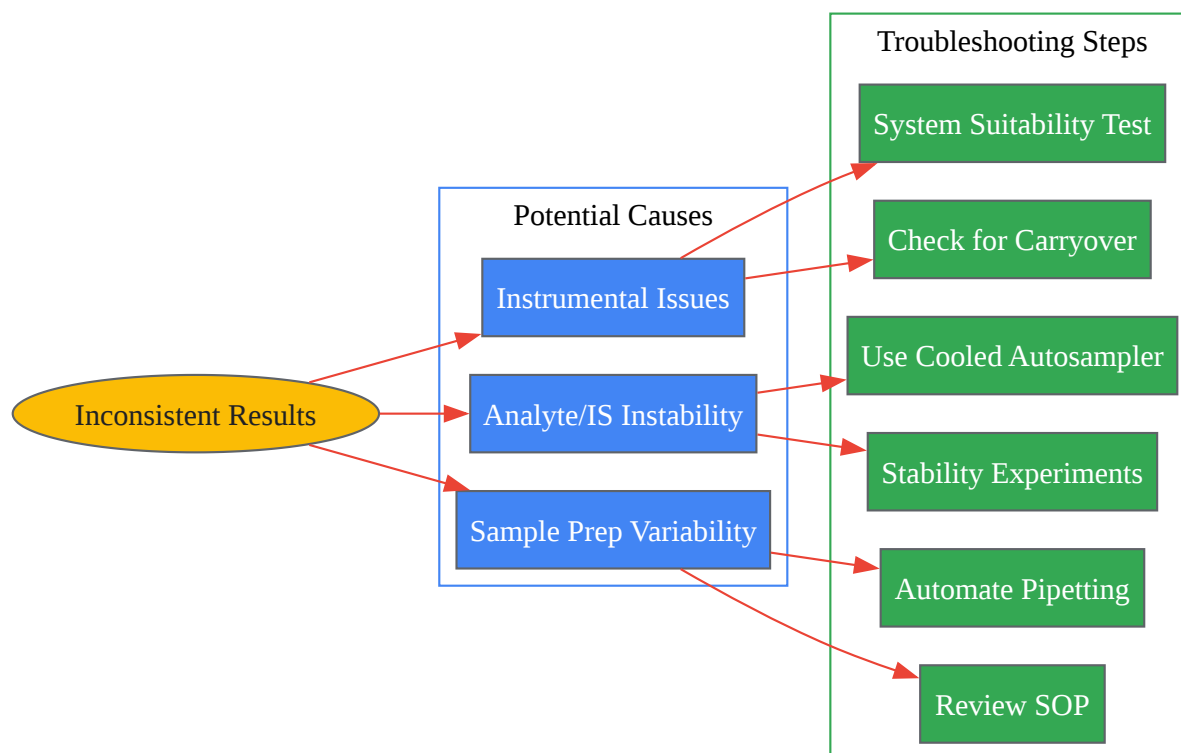 Inconsistent Results
Potential Causes
Instrumental Issues
Analyte/IS Instability
Sample Prep Variability
Troubleshooting Steps
System Suitability Test
Check for Carryover
Use Cooled Autosampler
Stability Experiments
Automate Pipetting
Review SOP